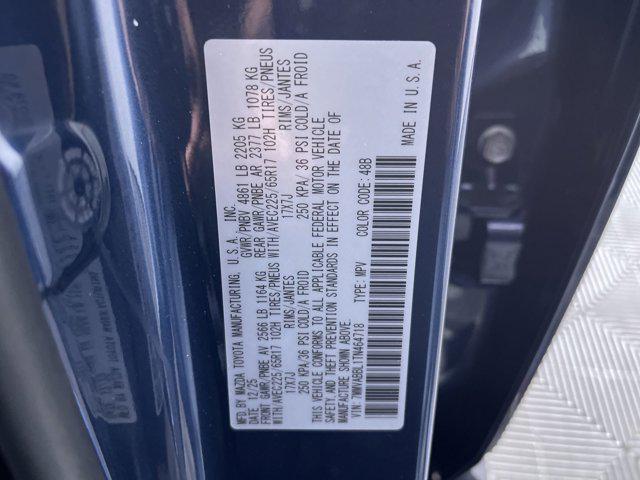 MFD BY MAZDA TOYOTA MANUFACTURING, U.S.A. INC.
DATE 12/25 GVWR/PNBV 4861 LB 2205 KG
FRONT GAWR/PNBE AV 2566 LB 1164 KG REAR GAWR/PNBE AR 2377 LB 1078 KG
WITH/AVEC225/65R17 102H TIRES/PNEUS WITH/AVEC225/65R17 102H TIRES/PNEUS
17X7J RIMS/JANTES 17X7J RIMS/JANTES
250 KPA/36 PSI COLD/A FROID 250 KPA/ 36 PSI COLD/A FROID
THIS VEHICLE CONFORMS TO ALL APPLICABLE FEDERAL MOTOR VEHICLE
SAFETY, AND THEFT PREVENTION STANDARDS IN EFFECT ON THE DATE OF
MANUFACTURE SHOWN ABOVE.
VIN: 7MMVABBL1TN464718 TYPE: MPV COLOR CODE: 48B
MADE IN U.S.A.